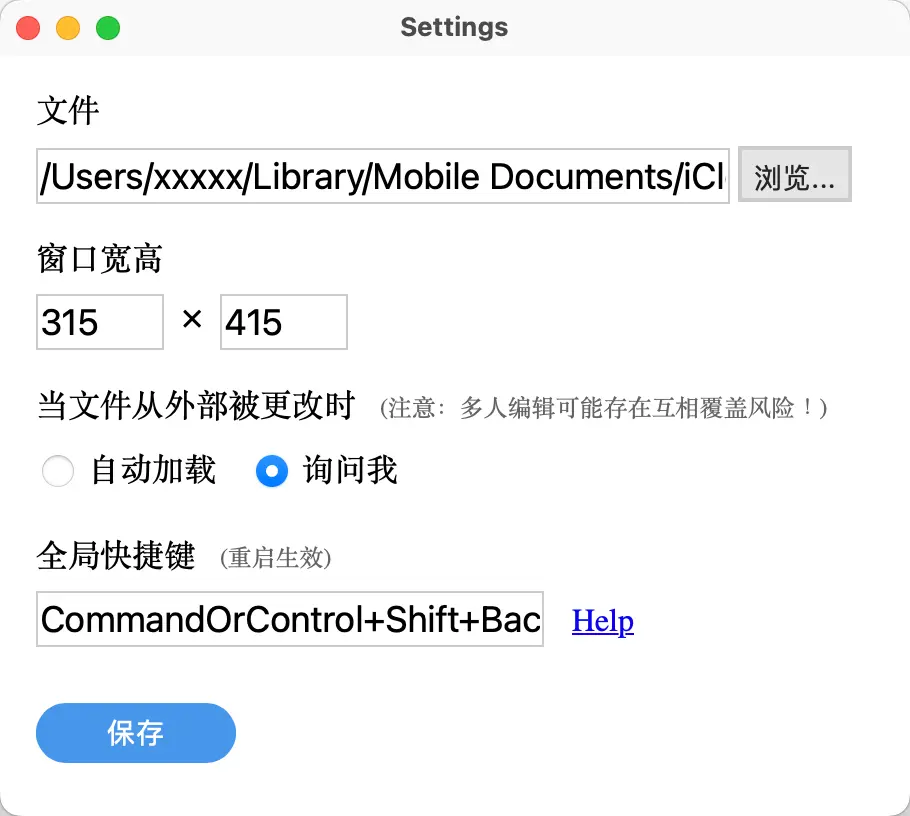 Settings
文件
/Users/xxxxx/Library/Mobile Documents/iCl
浏览...
窗口宽高
315 × 415
当文件从外部被更改时 (注意：多人编辑可能存在互相覆盖风险！)
自动加载 询问我
全局快捷键 (重启生效)
CommandOrControl+Shift+Bac Help
保存